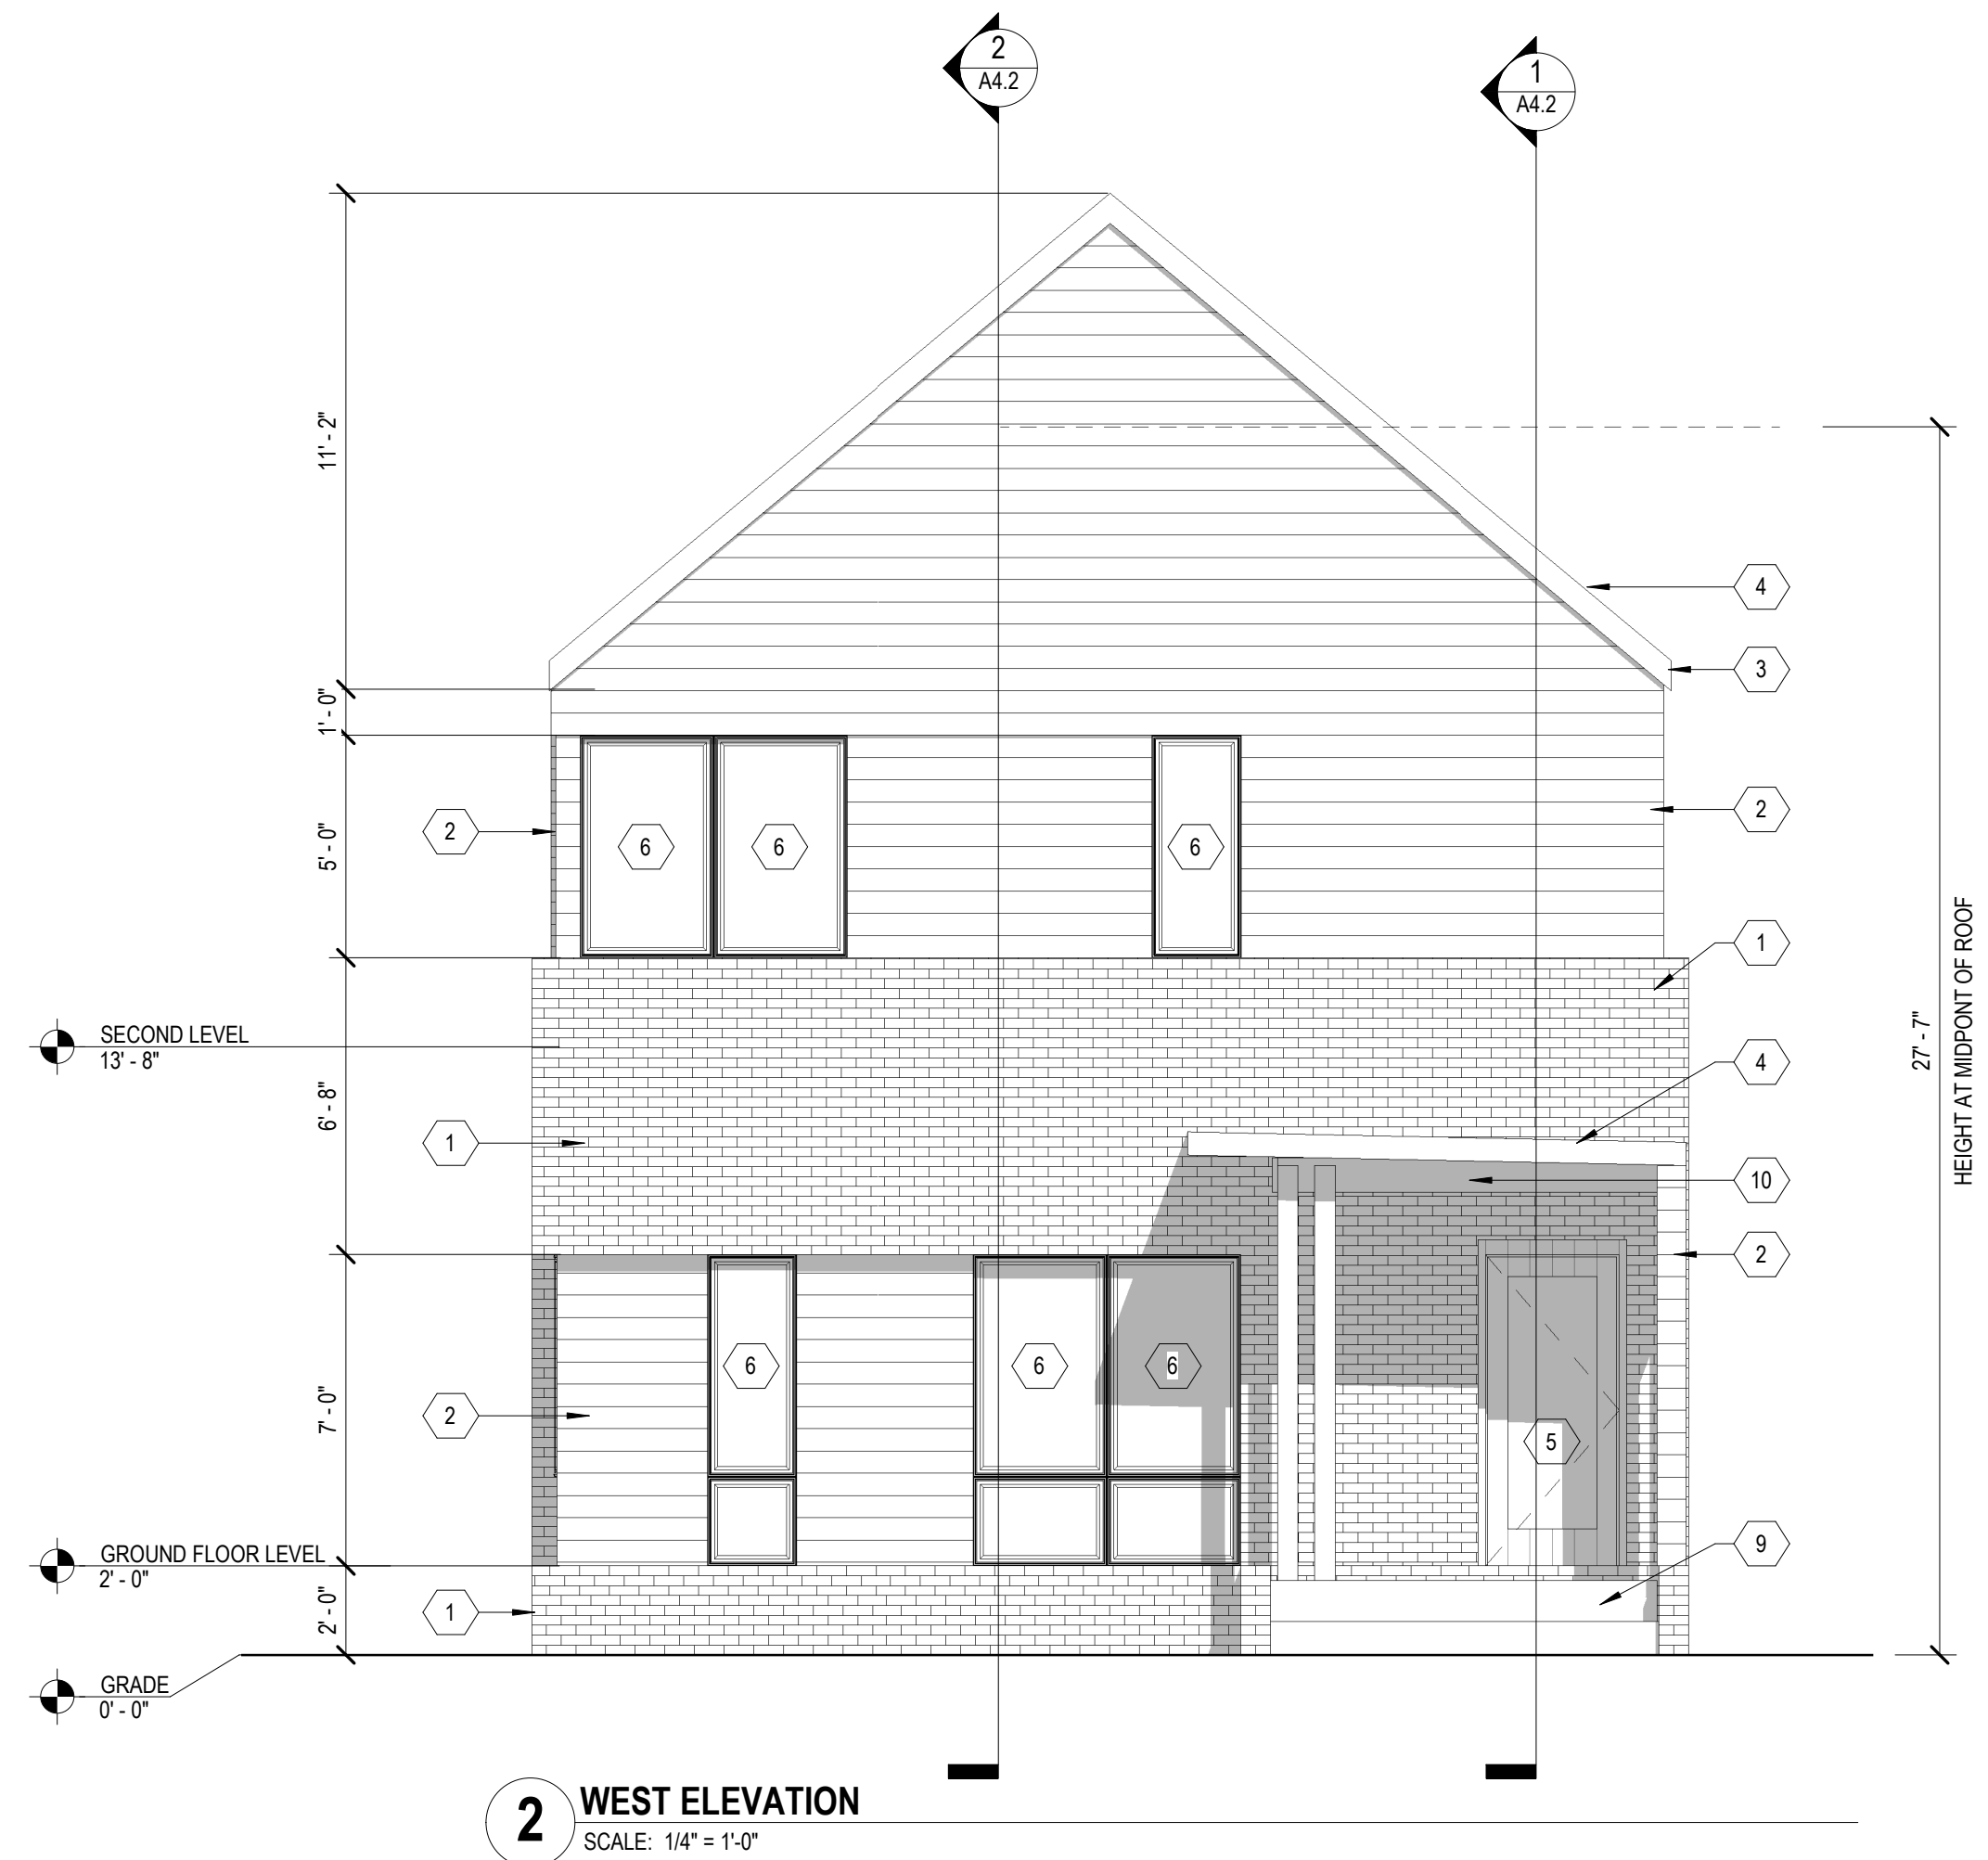 2
A4.2
1
A4.2
11' - 2"
4
3
1' - 0"
2
5' - 0"
6
6
6
2
1
HEIGHT AT MIDPONT OF ROOF
27' - 7"
SECOND LEVEL
13' - 8"
4
6' - 8"
1
10
2
6
6
6
7' - 0"
2
5
9
GROUND FLOOR LEVEL
2' - 0"
2' - 0"
1
GRADE
0' - 0"
2
WEST ELEVATION
SCALE: 1/4" = 1'-0"